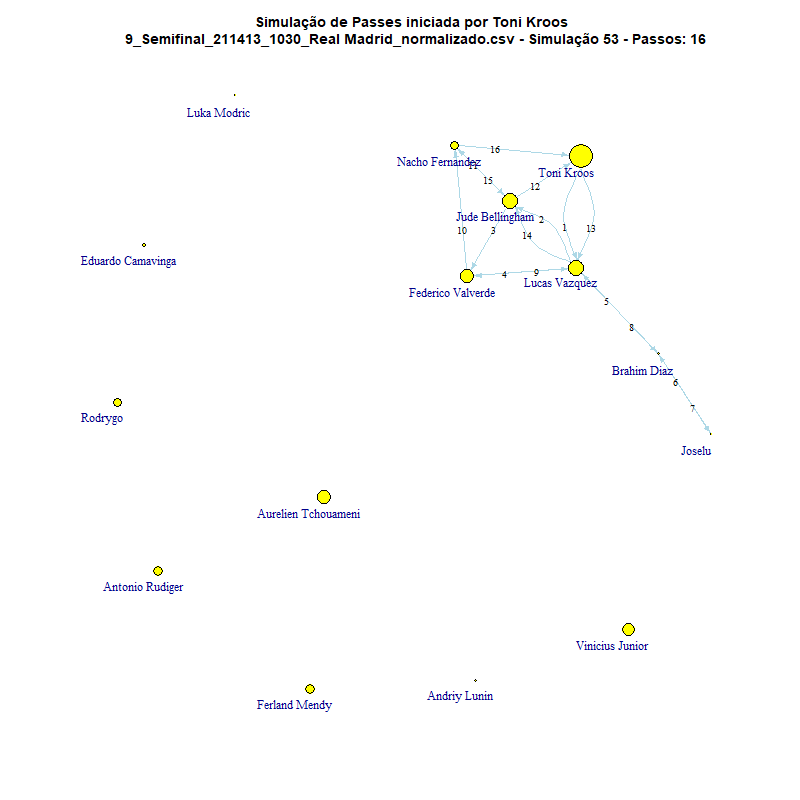 Simulação de Passes iniciada por Toni Kroos
9_Semifinal_211413_1030_Real Madrid_normalizado.csv - Simulação 53 - Passos: 16
Luka Modric
16
Nacho Fernandez
11
Toni Kroos
15
12
Jude Bellingham
2
10
3
14
1
13
4
9
Lucas Vazquez
Federico Valverde
Eduardo Camavinga
5
8
Brahim Diaz
6
7
Rodrygo
Joselu
Aurelien Tchouameni
Antonio Rudiger
Vinicius Junior
Andriy Lunin
Ferland Mendy